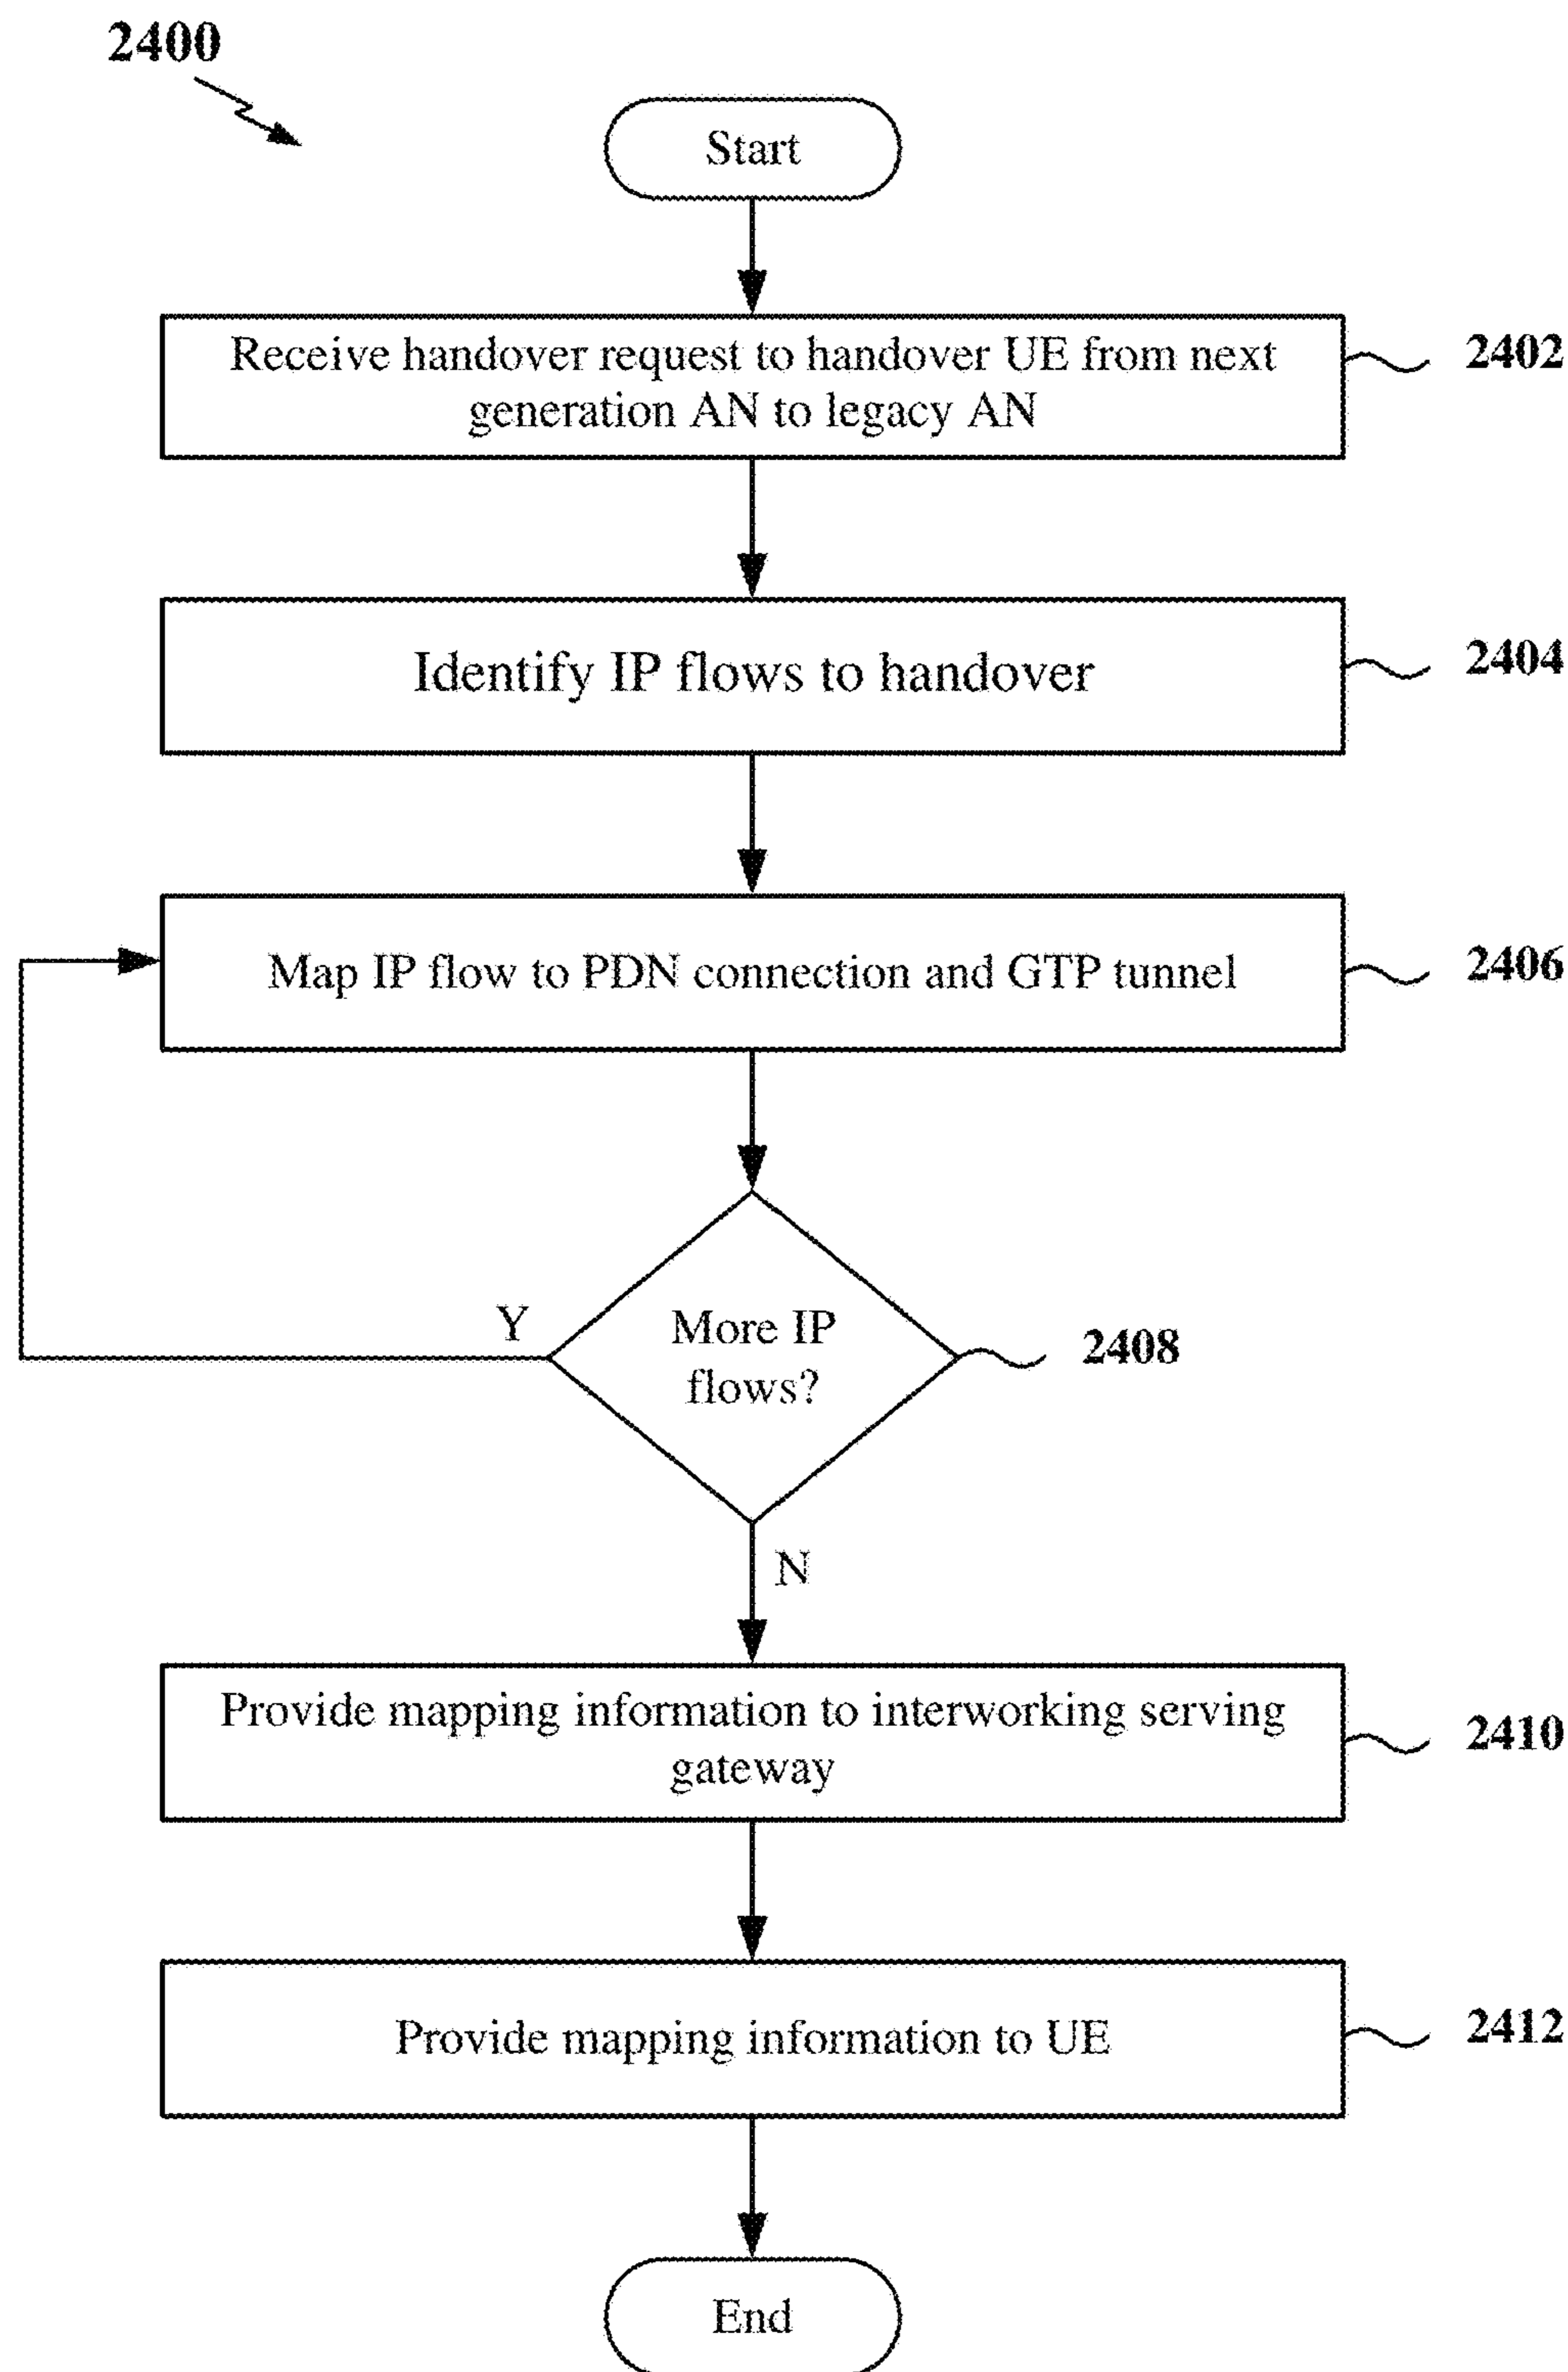 2400
Start
Receive handover request to handover UE from next
generation AN to legacy AN
2402
Identify IP flows to handover
2404
Map IP flow to PDN connection and GTP tunnel
2406
Y
More IP
flows?
2408
N
Provide mapping information to interworking serving
gateway
2410
Provide mapping information to UE
2412
End